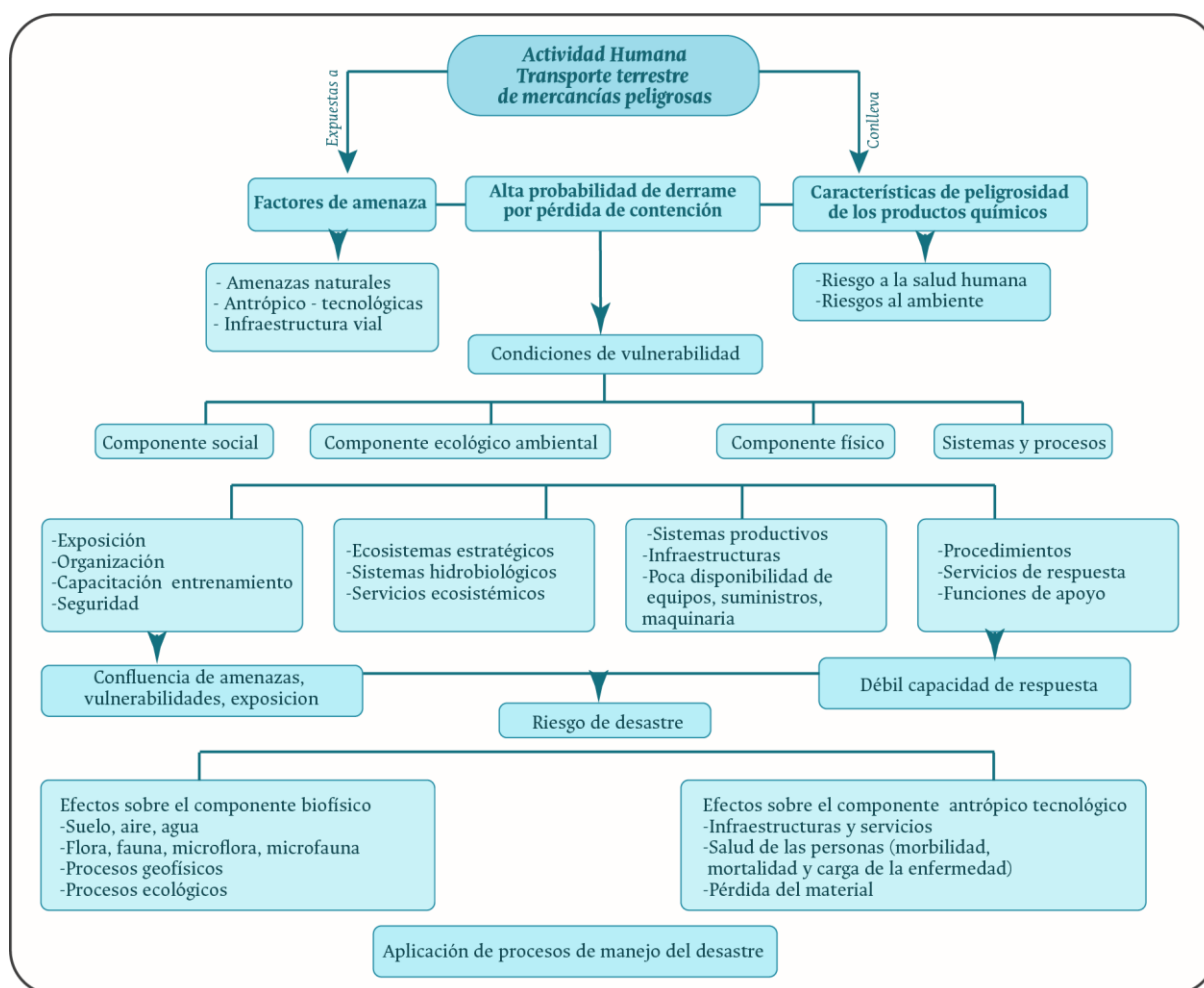 Actividad Humana
Transporte terrestre
de mercancías peligrosas
Expuestas a
Conlleva
Factores de amenaza
Alta probabilidad de derrame
por pérdida de contención
Características de peligrosidad
de los productos químicos
- Amenazas naturales
- Antrópico - tecnológicas
- Infraestructura vial
-Riesgo a la salud humana
-Riesgos al ambiente
Condiciones de vulnerabilidad
Componente social
Componente ecológico ambiental
Componente físico
Sistemas y procesos
-Exposición
-Organización
-Capacitación entrenamiento
-Seguridad
-Ecosistemas estratégicos
-Sistemas hidrobiológicos
-Servicios ecosistémicos
-Sistemas productivos
-Infraestructuras
-Poca disponibilidad de
equipos, suministros,
maquinaria
-Procedimientos
-Servicios de respuesta
-Funciones de apoyo
Confluencia de amenazas,
vulnerabilidades, exposicion
Débil capacidad de respuesta
Riesgo de desastre
Efectos sobre el componente biofísico
-Suelo, aire, agua
-Flora, fauna, microflora, microfauna
-Procesos geofísicos
-Procesos ecológicos
Efectos sobre el componente antrópico tecnológico
-Infraestructuras y servicios
-Salud de las personas (morbilidad,
mortalidad y carga de la enfermedad)
-Pérdida del material
Aplicación de procesos de manejo del desastre